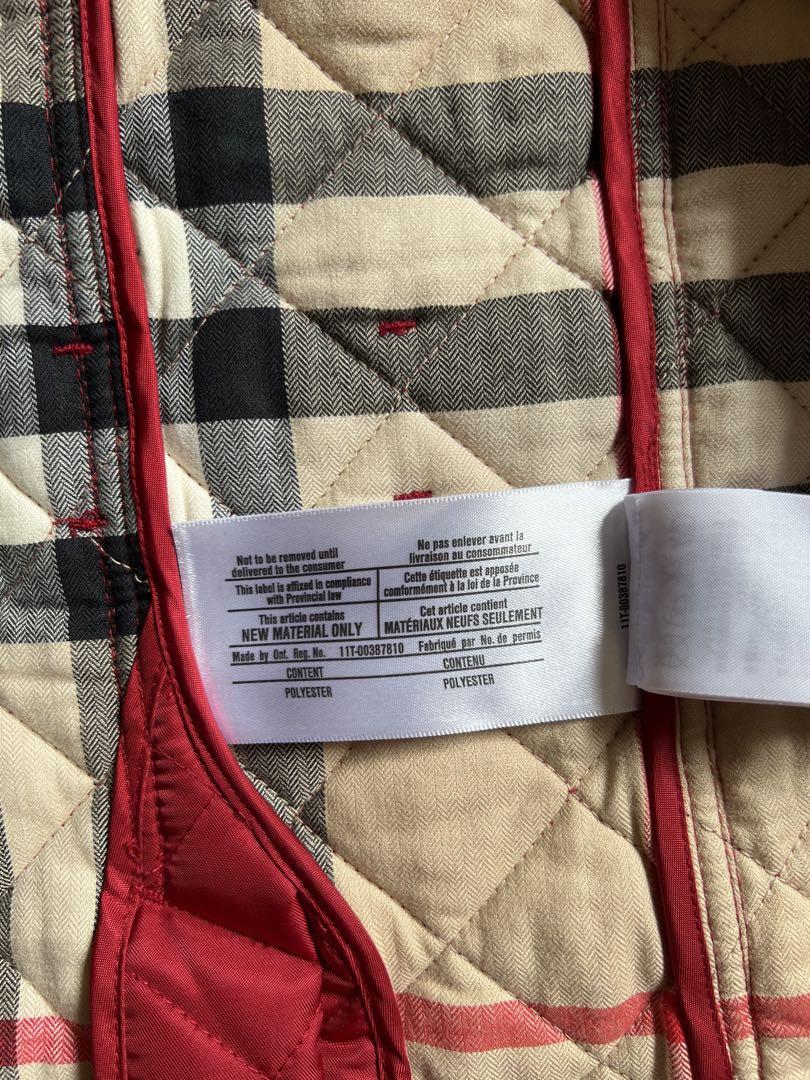 Not to be removed until
delivered to the consumer
Ne pas enlever avant la
livraison au consommateur
This label is affixed in compliance
with Provincial law
Cette étiquette est apposée
conformément à la loi de la Province
This article contains
NEW MATERIAL ONLY
Cet article contient
MATÉRIAUX NEUFS SEULEMENT
Made by Ont. Reg. No. 11T-00387810 Fabriqué par No. de permis
CONTENT
CONTENU
POLYESTER
POLYESTER
11T-00387810